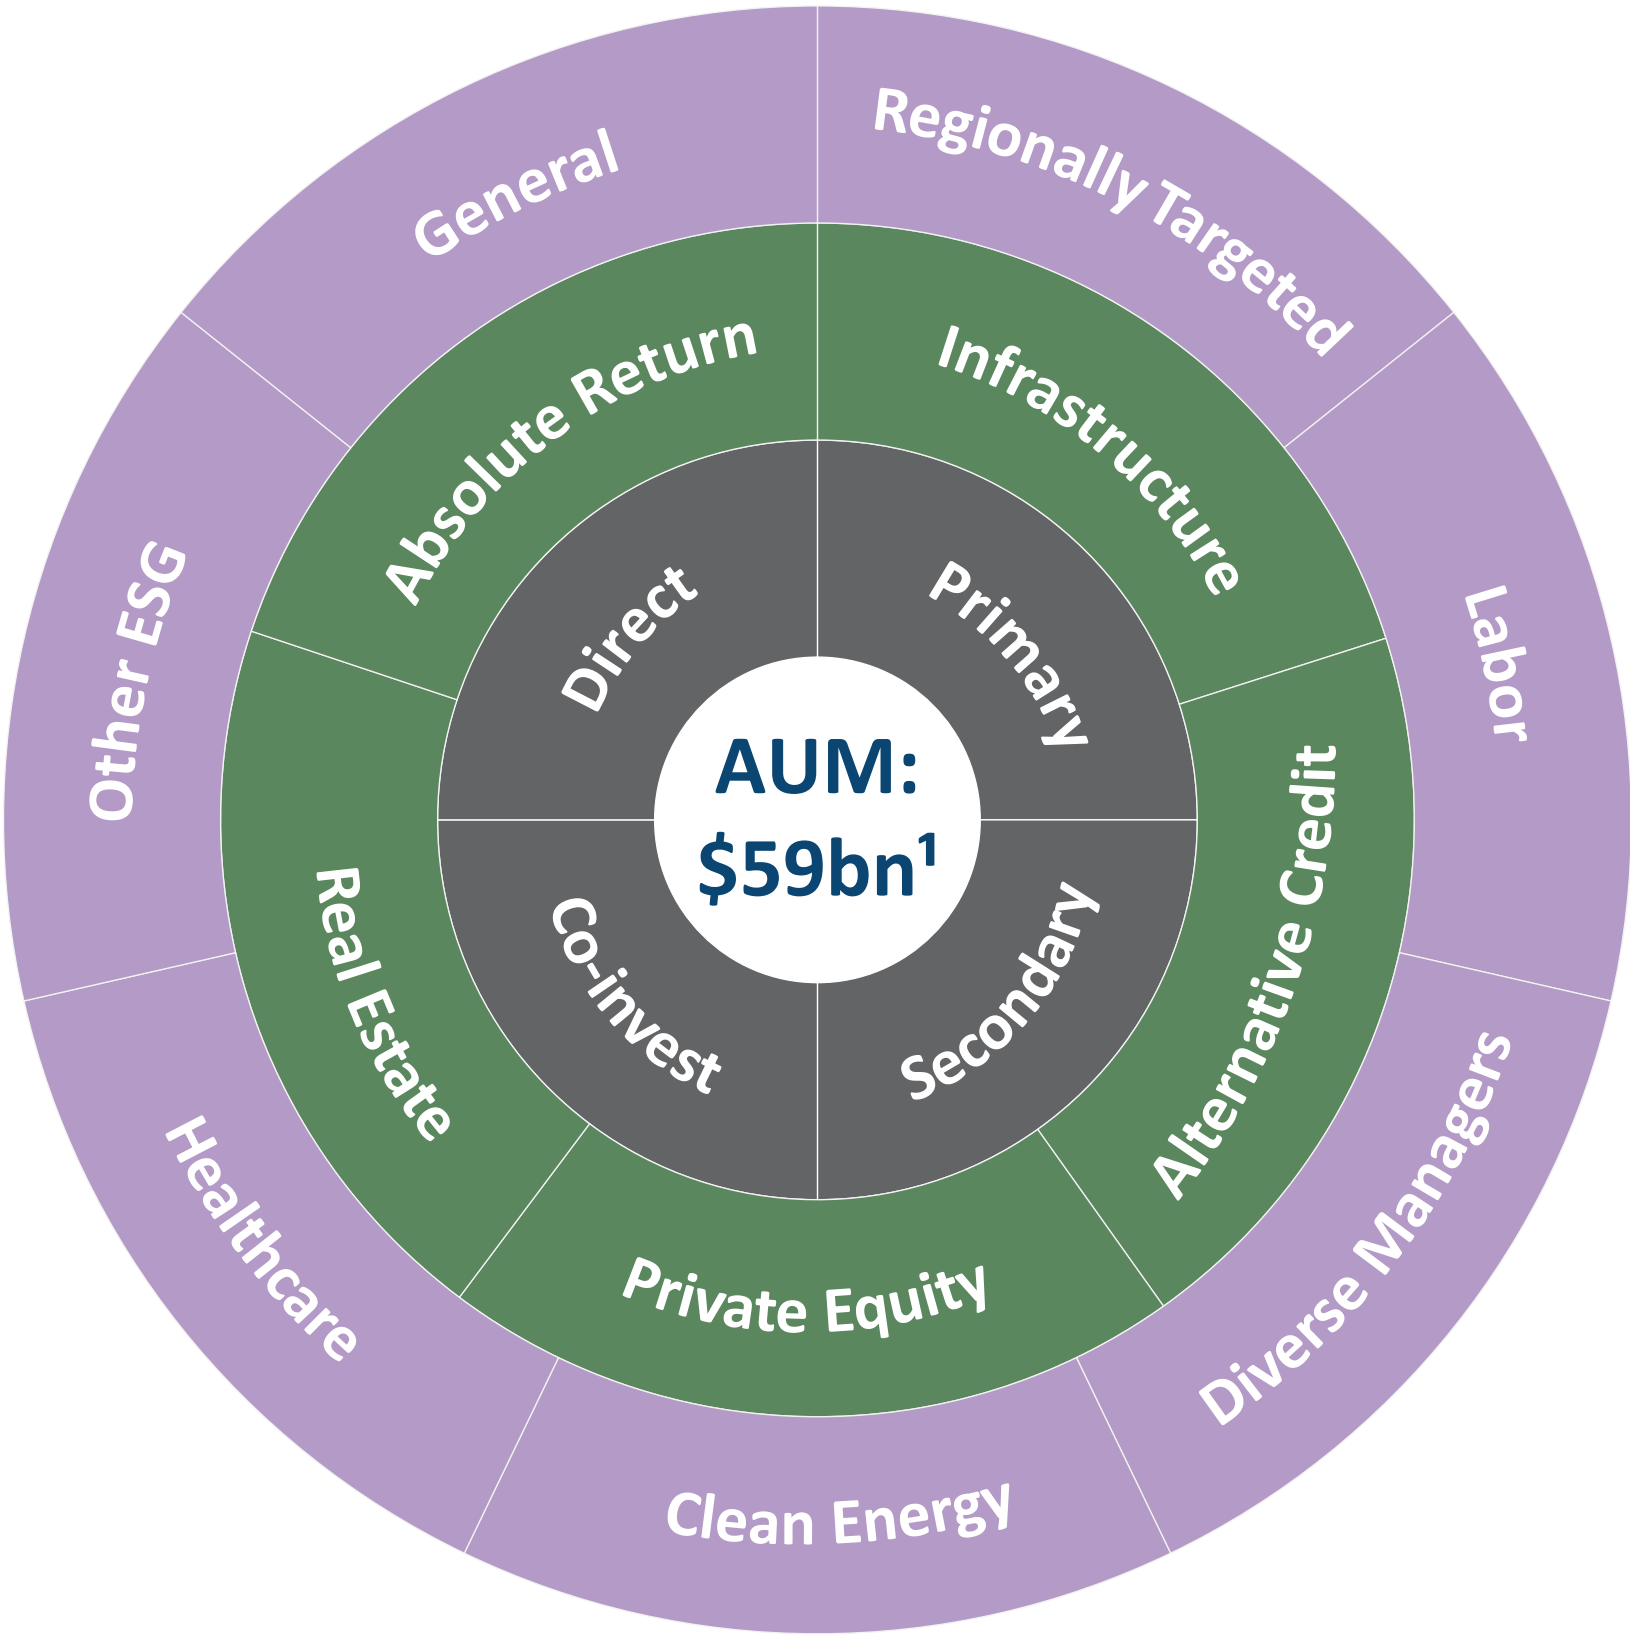 General
Regionally Targeted
Labor
Diverse Managers
Clean Energy
Healthcare
Other ESG
Absolute Return
Infrastructure
Alternative Credit
Private Equity
Real Estate
Direct
Primary
Secondary
Co-invest
AUM:
$59bn¹